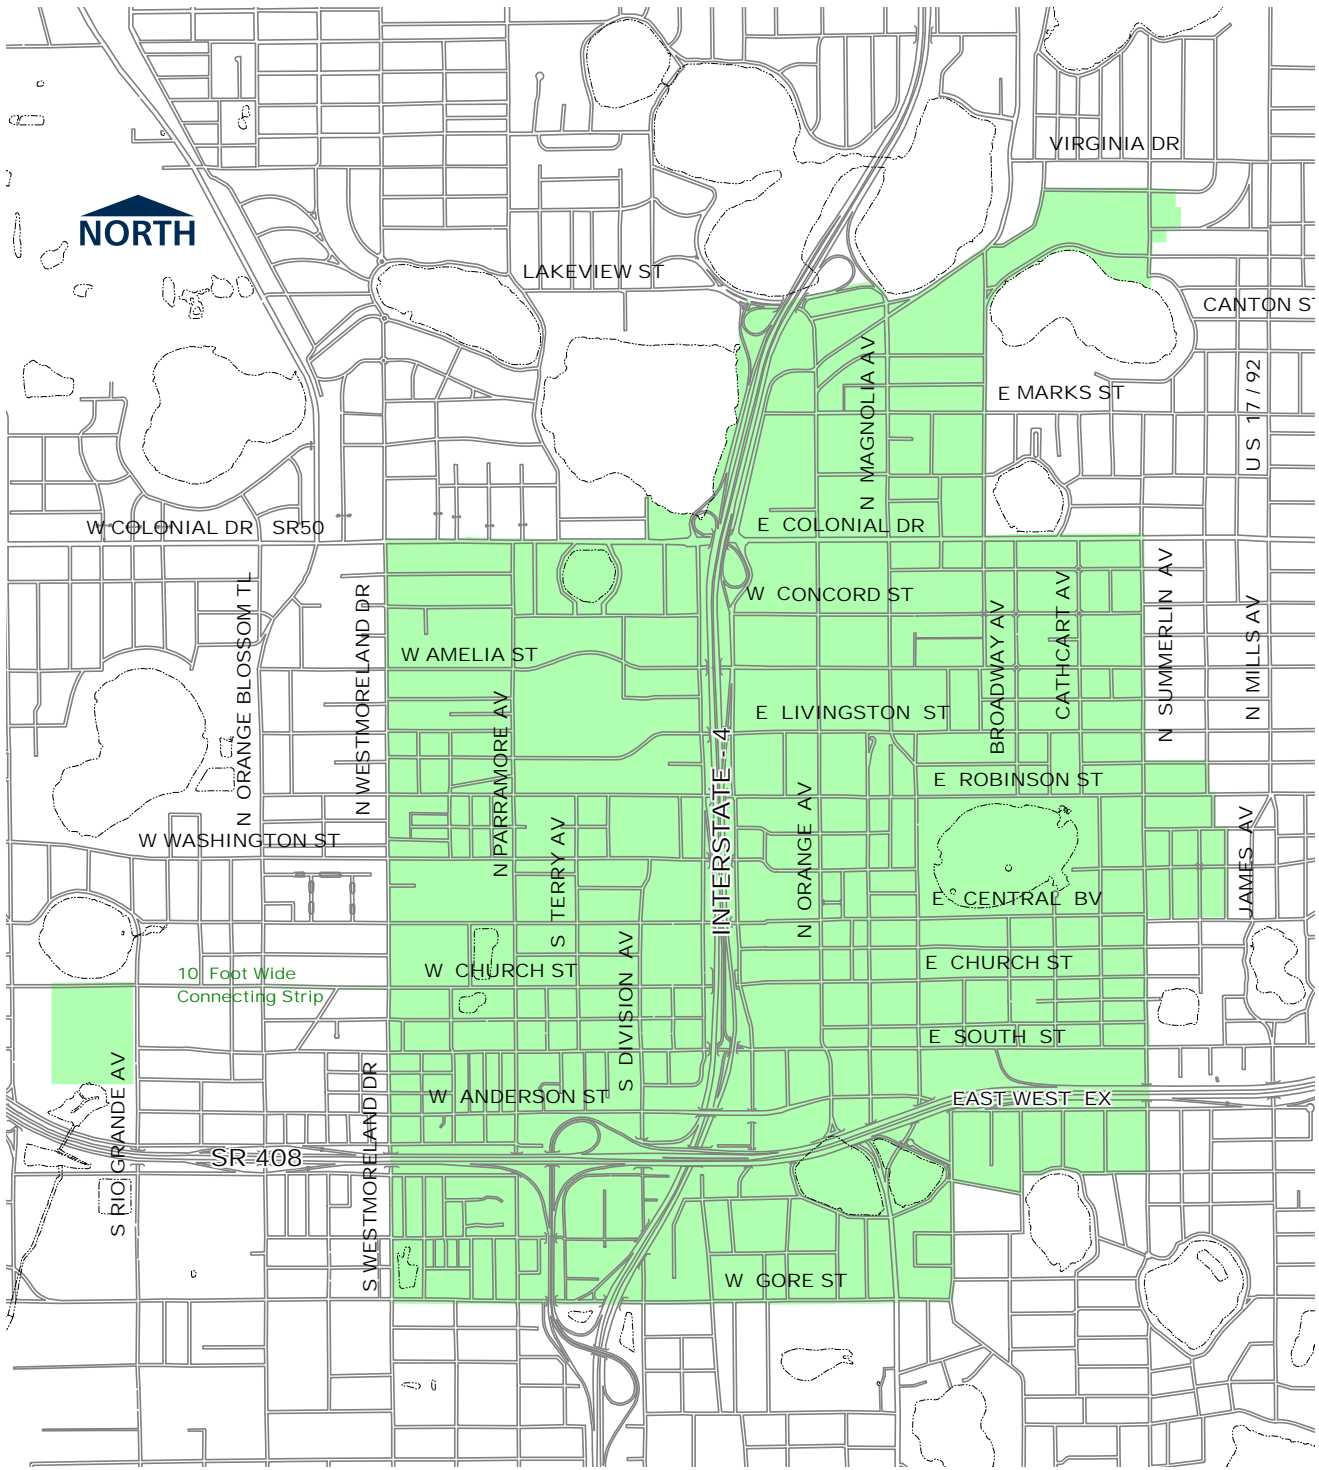 VIRGINIA DR
NORTH
LAKEVIEW ST
CANTON ST
N MAGNOLIA AV
E MARKS ST
U S 17 / 92
W COLONIAL DR SR50
E COLONIAL DR
N ORANGE BLOSSOM TL
N WESTMORELAND DR
W CONCORD ST
BROADWAY AV
CATHCART AV
N SUMMERLIN AV
N MILLS AV
W AMELIA ST
N PARRAMORE AV
E LIVINGSTON ST
INTERSTATE - 4
E ROBINSON ST
N ORANGE AV
W WASHINGTON ST
S TERRY AV
JAMES AV
E CENTRAL BV
S DIVISION AV
W CHURCH ST
E CHURCH ST
10 Foot Wide
Connecting Strip
E SOUTH ST
S RIO GRANDE AV
S WESTMORELAND DR
W ANDERSON ST
EAST WEST EX
SR 408
W GORE ST